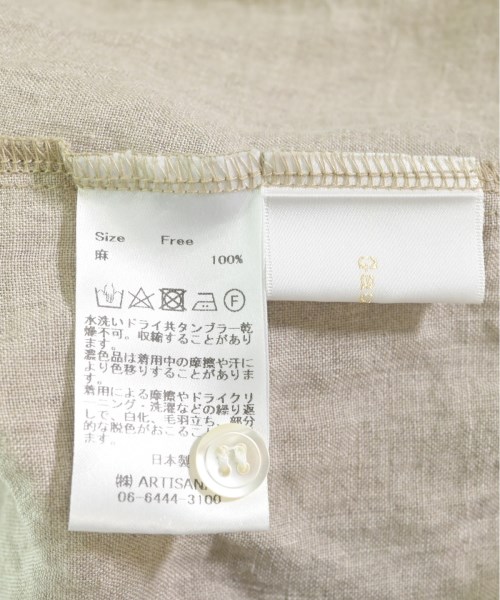 Size Free
麻 100%
水洗いドライ共タンブラー乾
燥不可。収縮することがあり
ます。
濃色品は着用中の摩擦や汗に
より色移りすることがありま
す。
着用による摩擦やドライクリ
ーニング・洗濯などの繰り返
しで、白化、毛羽立ち、部分
的な脱色がおこること
ます。
日本製
㈱ ARTISAN
06-6444-3100